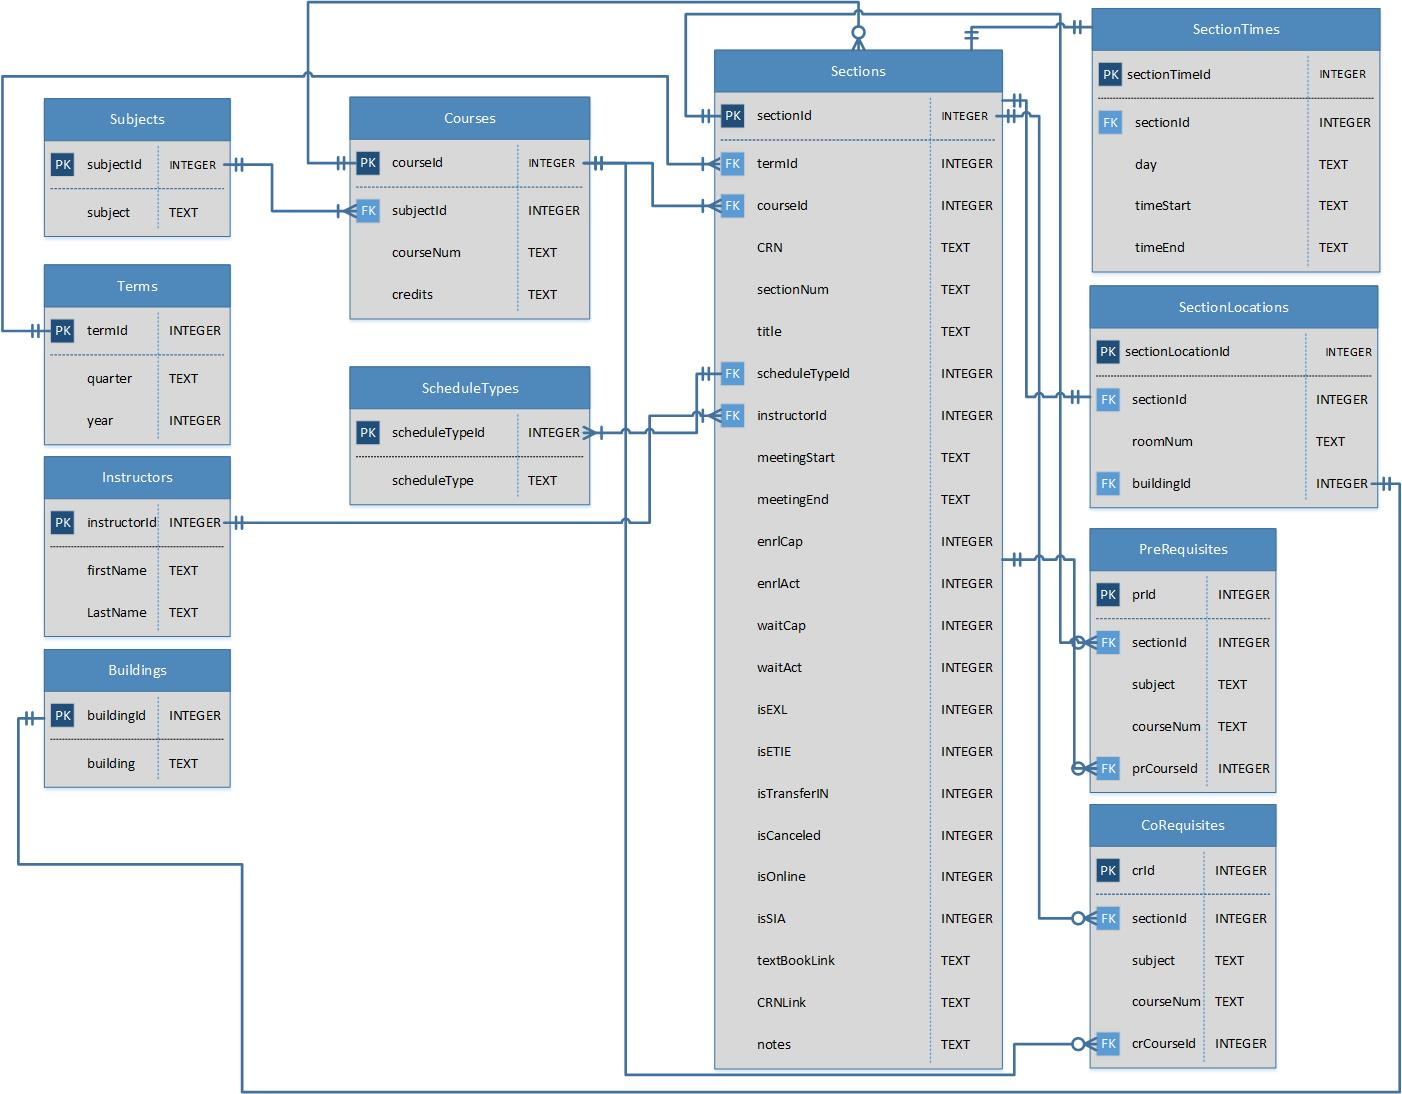 Subjects
PK subjectId INTEGER
subject TEXT
Terms
PK termId INTEGER
quarter TEXT
year INTEGER
Instructors
PK instructorId INTEGER
firstName TEXT
LastName TEXT
Buildings
PK buildingId INTEGER
building TEXT
Courses
PK courseId INTEGER
FK subjectId INTEGER
courseNum TEXT
credits TEXT
ScheduleTypes
PK scheduleTypeId INTEGER
scheduleType TEXT
Sections
PK sectionId INTEGER
FK termId INTEGER
FK courseId INTEGER
CRN TEXT
sectionNum TEXT
title TEXT
FK scheduleTypeId INTEGER
FK instructorId INTEGER
meetingStart TEXT
meetingEnd TEXT
enrlCap INTEGER
enrlAct INTEGER
waitCap INTEGER
waitAct INTEGER
isEXL INTEGER
isETIE INTEGER
isTransferIN INTEGER
isCanceled INTEGER
isOnline INTEGER
isSIA INTEGER
textBookLink TEXT
CRNLink TEXT
notes TEXT
SectionTimes
PK sectionTimeId INTEGER
FK sectionId INTEGER
day TEXT
timeStart TEXT
timeEnd TEXT
SectionLocations
PK sectionLocationId INTEGER
FK sectionId INTEGER
roomNum TEXT
FK buildingId INTEGER
PreRequisites
PK prId INTEGER
FK sectionId INTEGER
subject TEXT
courseNum TEXT
FK prCourseId INTEGER
CoRequisites
PK crId INTEGER
FK sectionId INTEGER
subject TEXT
courseNum TEXT
FK crCourseId INTEGER